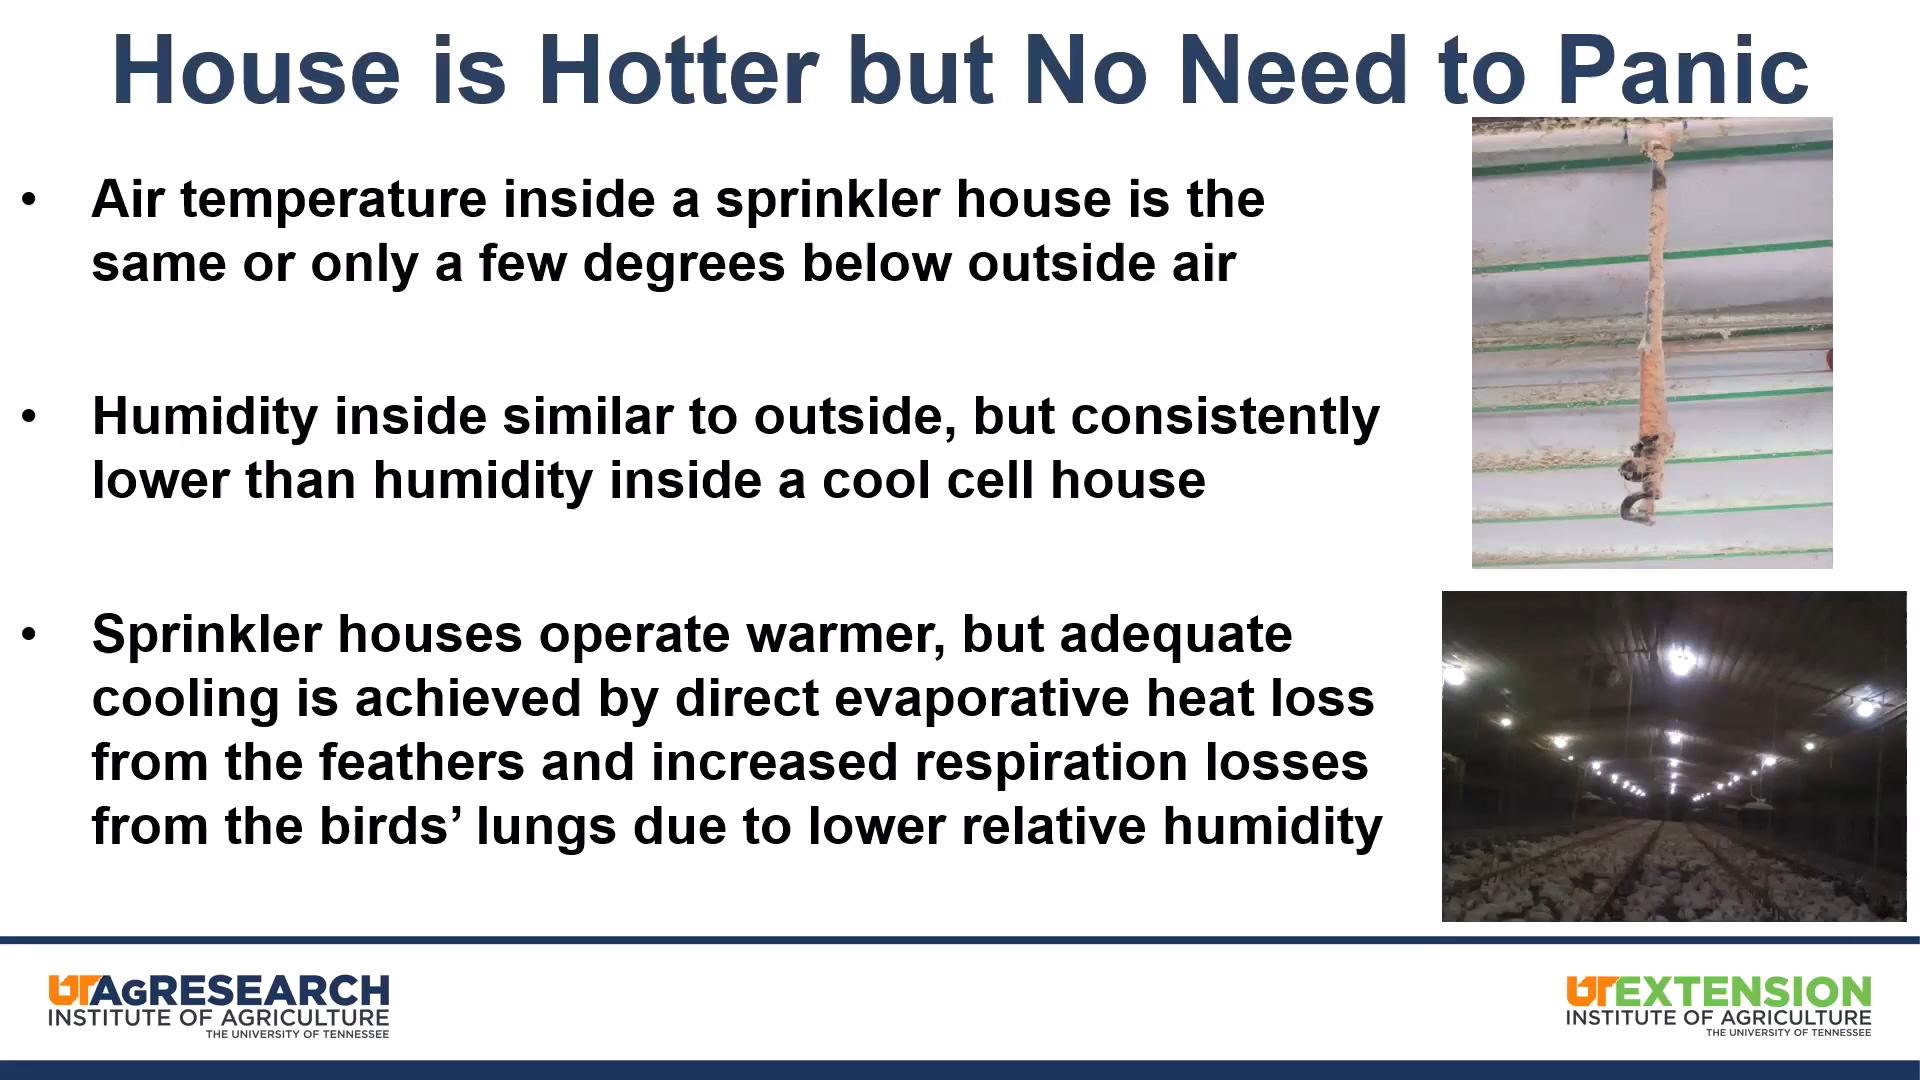 House is Hotter but No Need to Panic
• Air temperature inside a sprinkler house is the
same or only a few degrees below outside air
• Humidity inside similar to outside, but consistently
lower than humidity inside a cool cell house
• Sprinkler houses operate warmer, but adequate
cooling is achieved by direct evaporative heat loss
from the feathers and increased respiration losses
from the birds’ lungs due to lower relative humidity
UTAgRESEARCH
INSTITUTE OF AGRICULTURE
THE UNIVERSITY OF TENNESSEE
UTEXTENSION
INSTITUTE OF AGRICULTURE
THE UNIVERSITY OF TENNESSEE